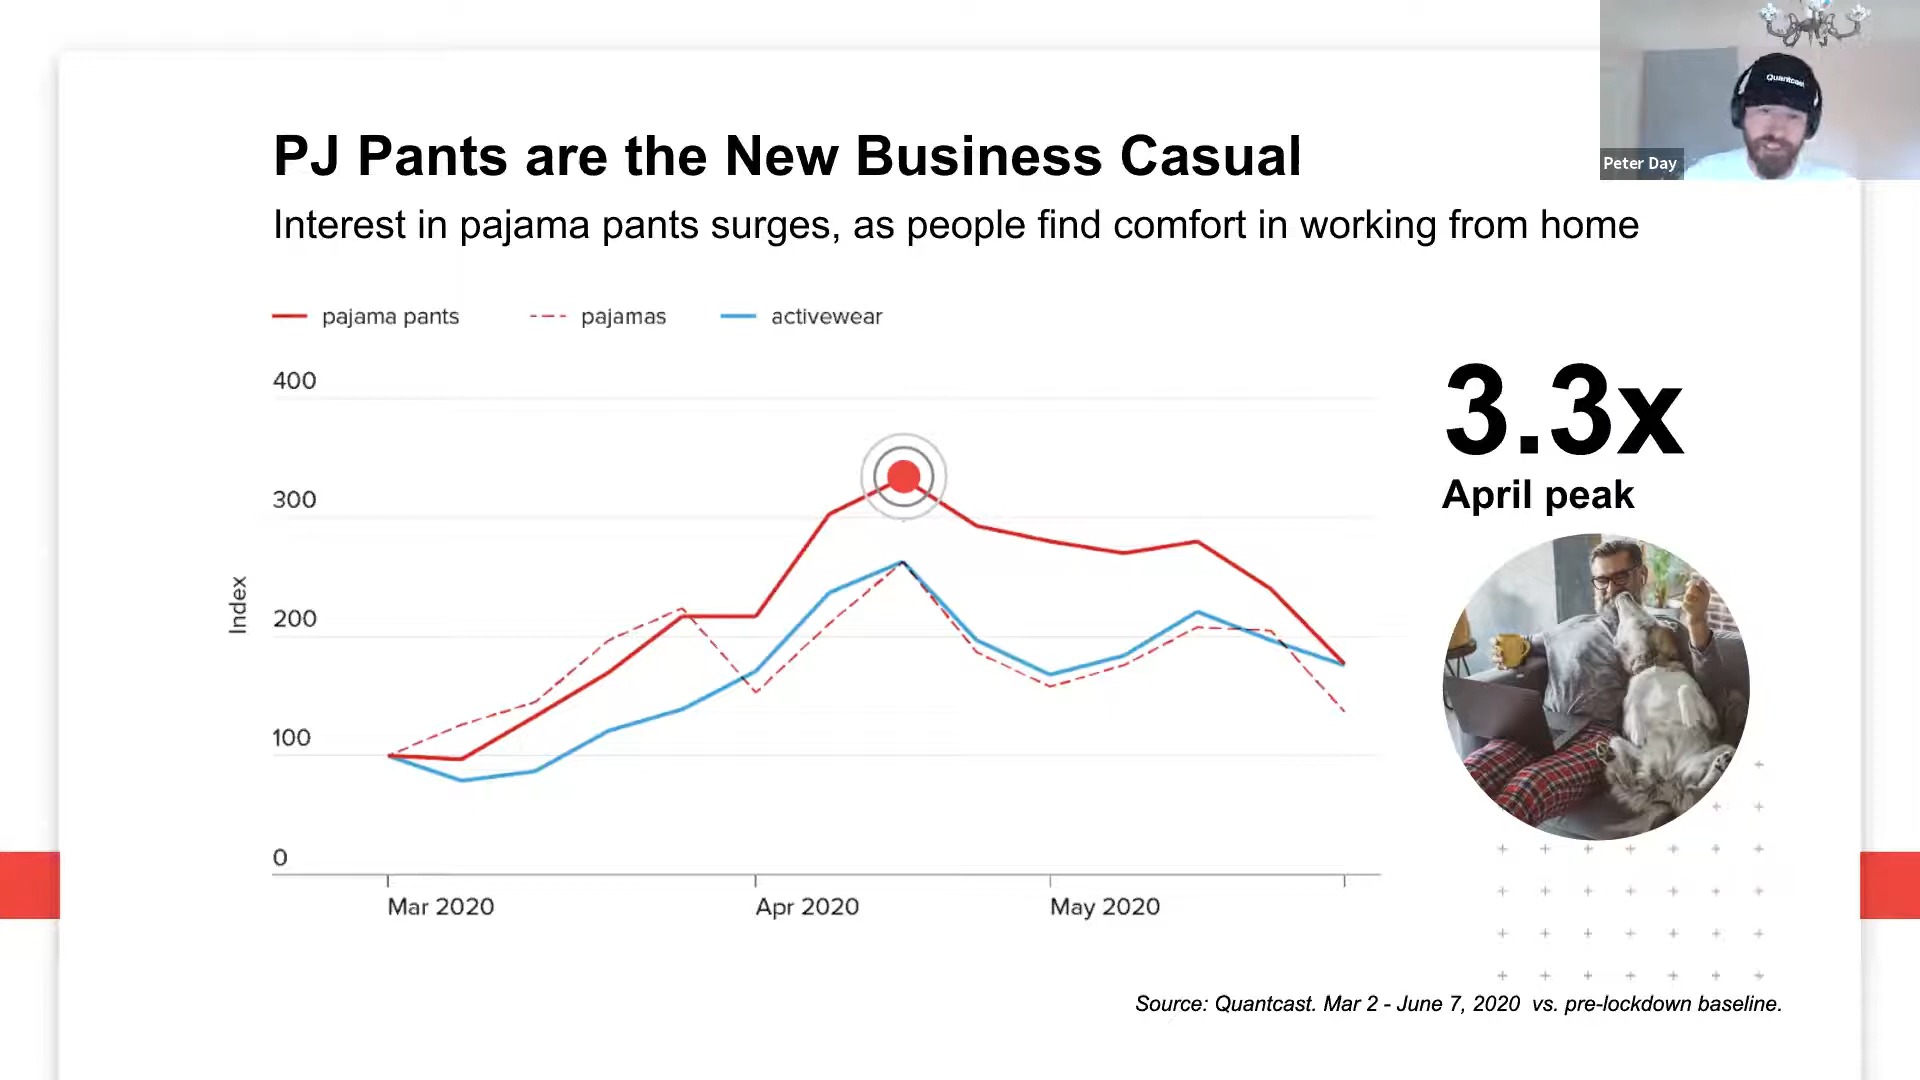 Quantcast
Peter Day
PJ Pants are the New Business Casual
Interest in pajama pants surges, as people find comfort in working from home
pajama pants pajamas activewear
400
300
200
100
0
Index
Mar 2020 Apr 2020 May 2020
3.3x
April peak
Source: Quantcast. Mar 2 - June 7, 2020 vs. pre-lockdown baseline.